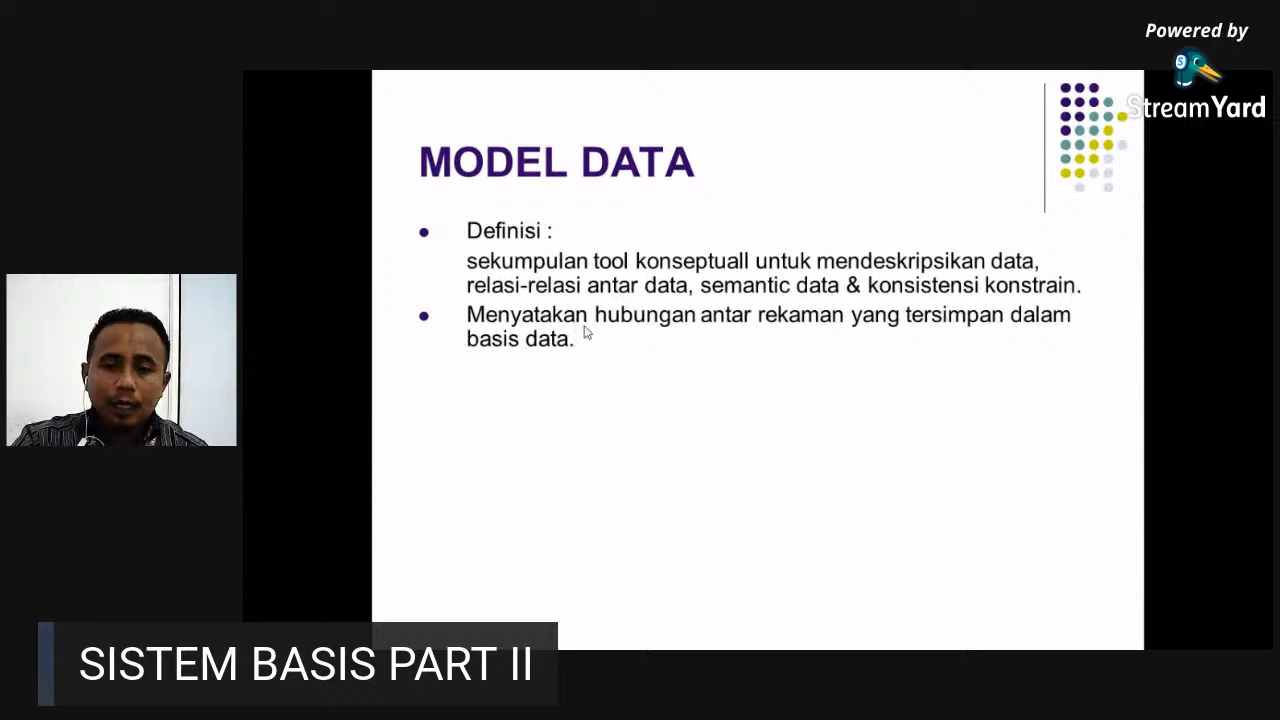 Powered by
StreamYard
MODEL DATA
Definisi :
sekumpulan tool konseptuall untuk mendeskripsikan data,
relasi-relasi antar data, semantic data & konsistensi konstrain.
Menyatakan hubungan antar rekaman yang tersimpan dalam
basis data.
SISTEM BASIS PART II